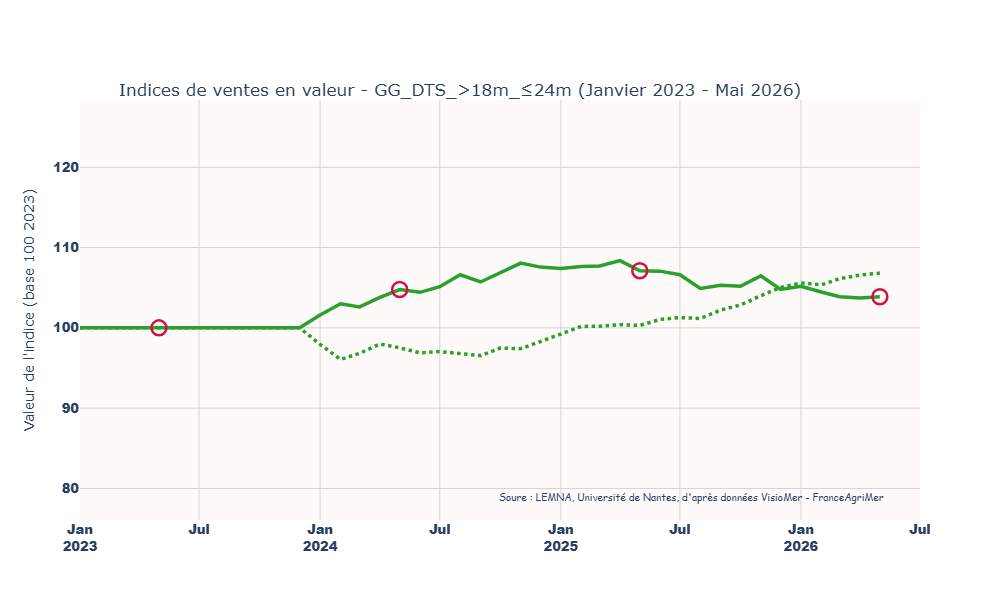 Indices de ventes en valeur - GG_DTS_>18m_≤24m (Janvier 2023 - Mai 2026)
Valeur de l'indice (base 100 2023)
120
110
100
90
80
Soure : LEMNA, Université de Nantes, d'après données VisioMer - FranceAgriMer
Jan
2023
Jul
Jan
2024
Jul
Jan
2025
Jul
Jan
2026
Jul